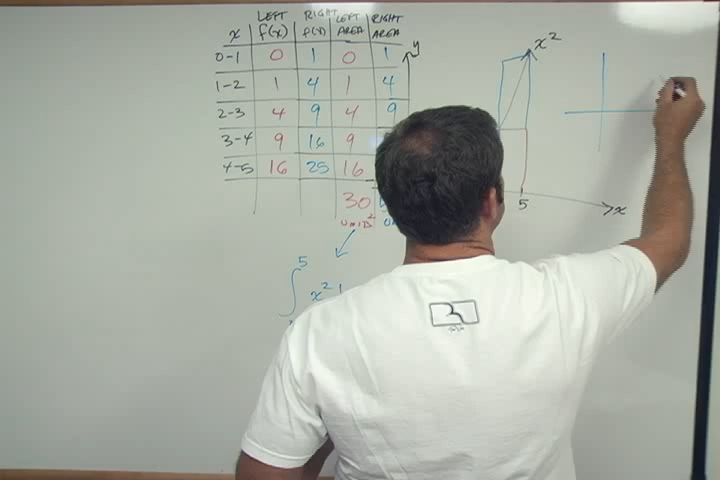 LEFT RIGHT LEFT RIGHT
x f(x) f(x) AREA AREA
0-1 0 1 0 1
1-2 1 4 1 4
2-3 4 9 4 9
3-4 9 16 9
4-5 16 25 16
30
UNITS²
y
x²
5
x
5
∫ x²